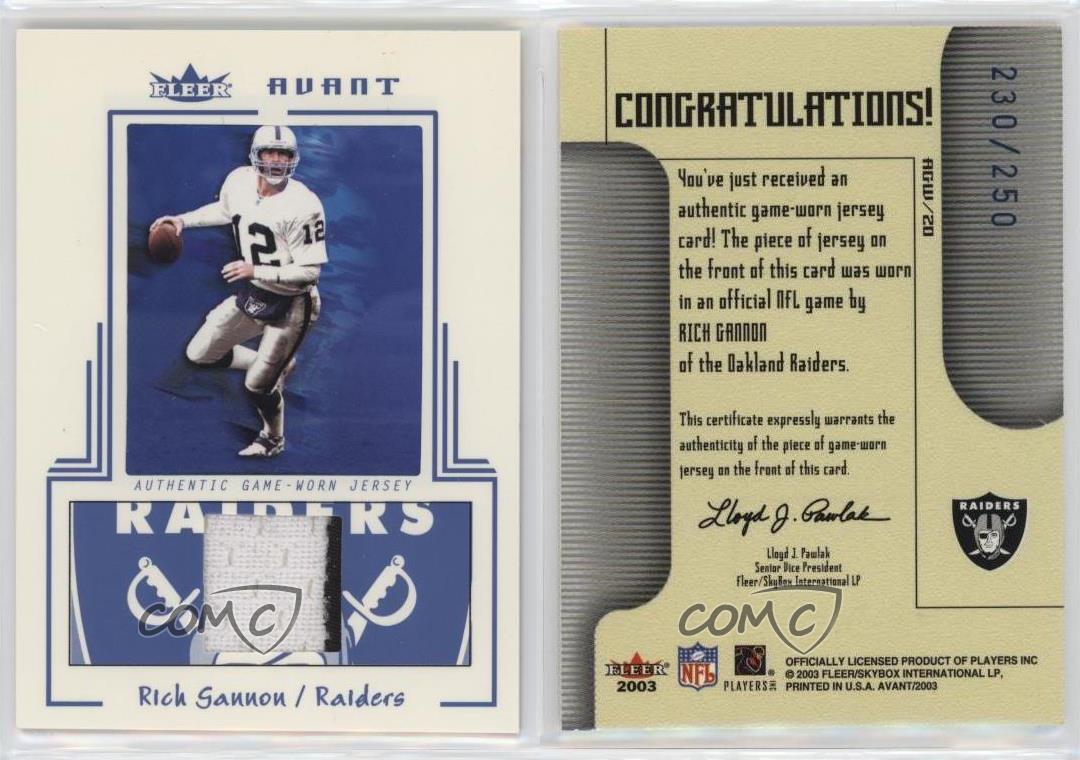 FLEER AVANT
12
12
AUTHENTIC GAME-WORN JERSEY
RAIDERS
COMC
Rich Gannon / Raiders
CONGRATULATIONS!
230/250
AGW/20
You've just received an
authentic game-worn jersey
card! The piece of jersey on
the front of this card was worn
in an official NFL game by
RICH GANNON
of the Oakland Raiders.
This certificate expressly warrants the
authenticity of the piece of game-worn
jersey on the front of this card.
Lloyd J. Pawlak
Lloyd J. Pawlak
Senior Vice President
Fleer/SkyBox International LP
RAIDERS
COMC
FLEER
2003
NFL
PLAYERS INC
OFFICIALLY LICENSED PRODUCT OF PLAYERS INC
© 2003 FLEER/SKYBOX INTERNATIONAL LP,
PRINTED IN U.S.A. AVANT/2003